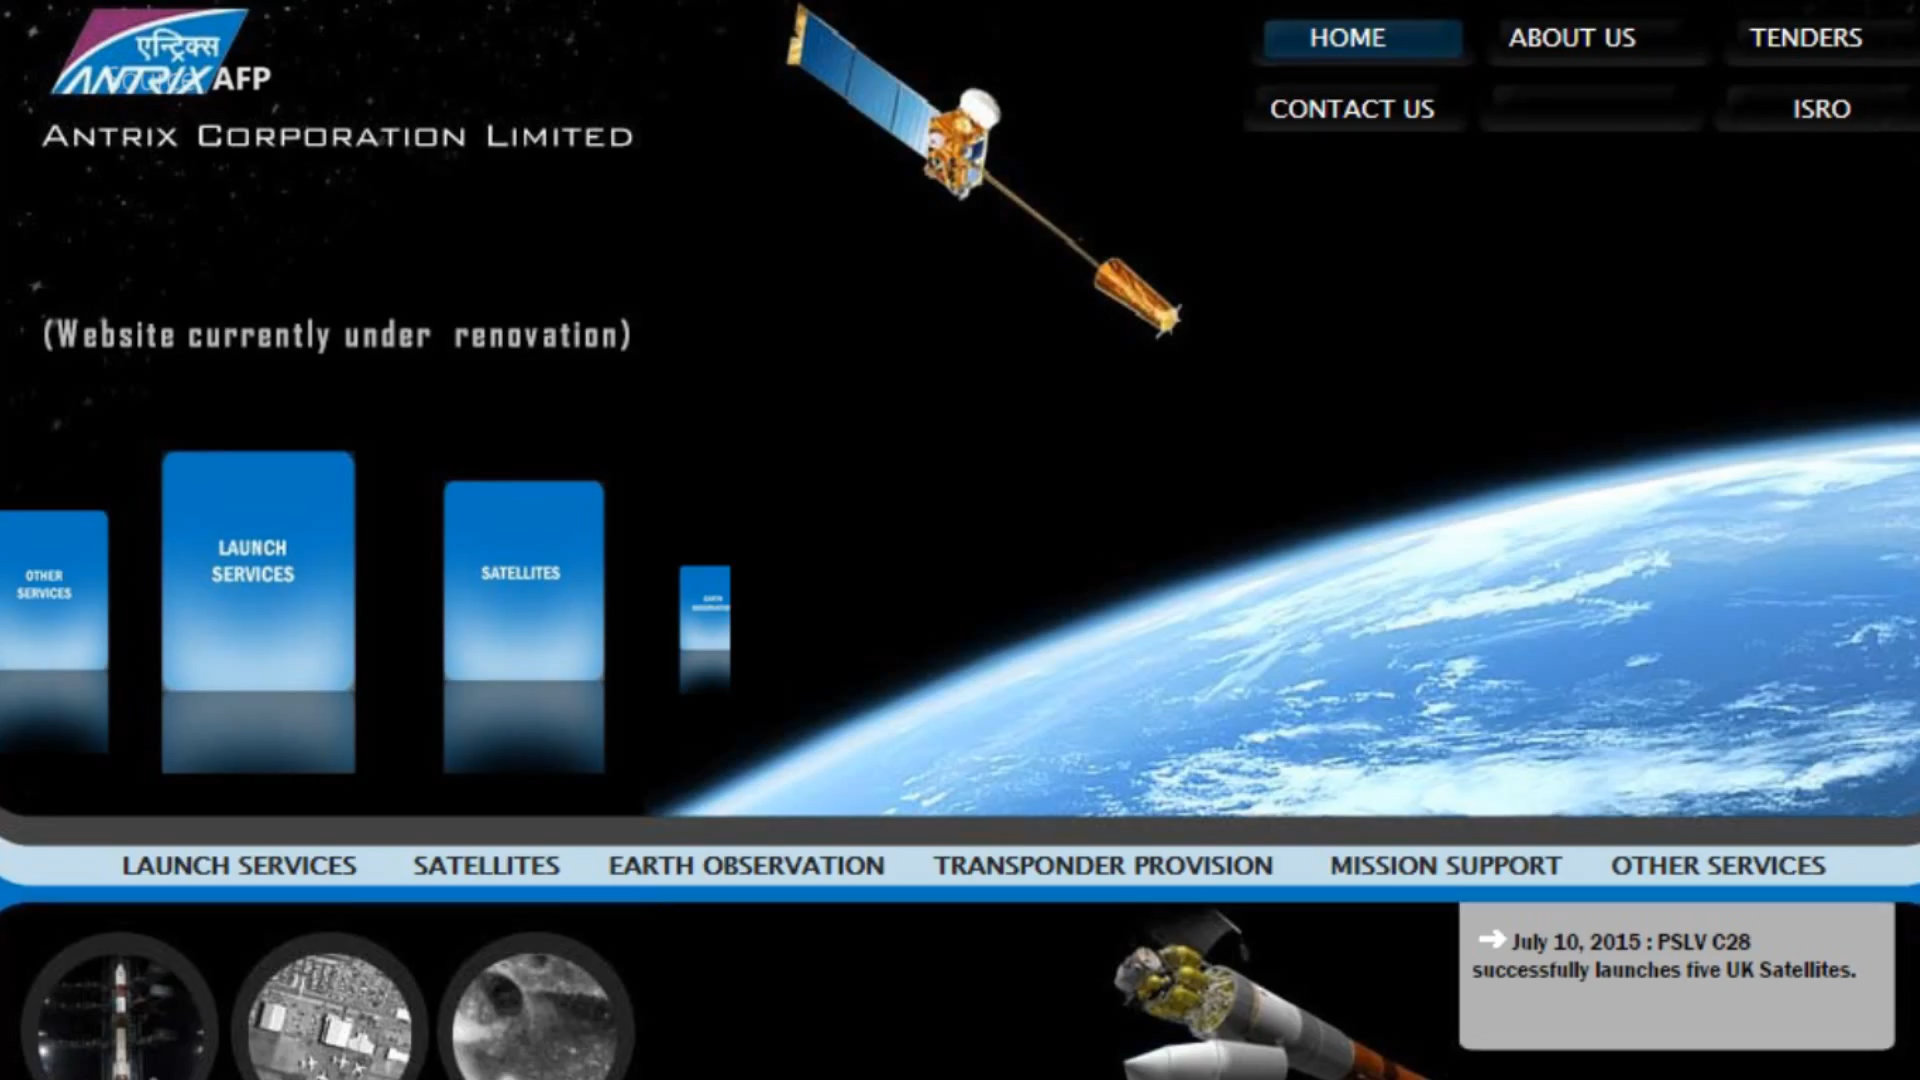 एन्ट्रिक्स
ANTRIX AFP
ANTRIX CORPORATION LIMITED
HOME ABOUT US TENDERS
CONTACT US ISRO
(Website currently under renovation)
OTHER
SERVICES
LAUNCH
SERVICES
SATELLITES
LAUNCH SERVICES SATELLITES EARTH OBSERVATION TRANSPONDER PROVISION MISSION SUPPORT OTHER SERVICES
July 10, 2015 : PSLV C28
successfully launches five UK Satellites.